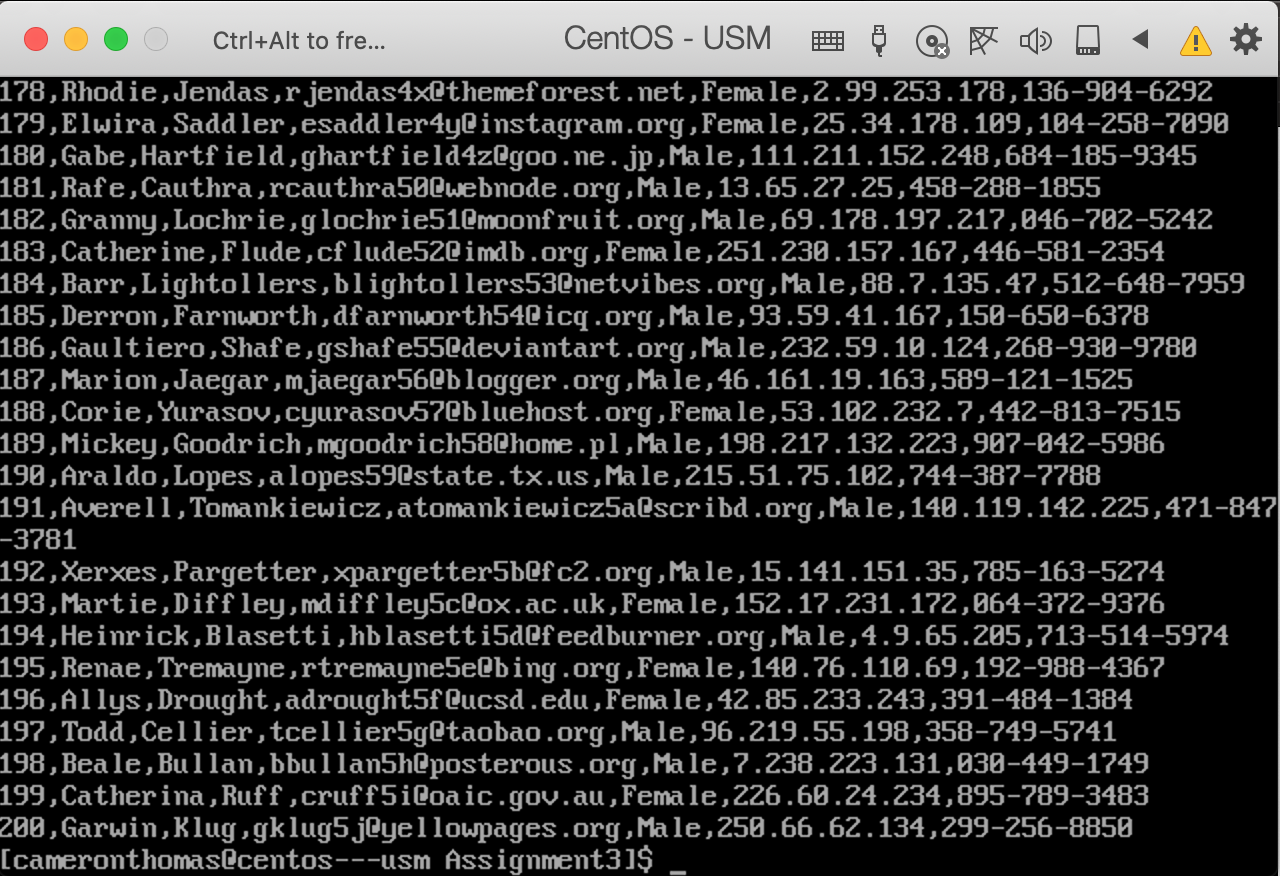 Ctrl+Alt to fre...
CentOS - USM
178,Rhodie,Jendas,rjendas4x@themeforest.net,Female,2.99.253.178,136-904-6292
179,Elwira,Saddler,esaddler4y@instagram.org,Female,25.34.178.109,104-258-7090
180,Gabe,Hartfield,ghartfield4z@goo.ne.jp,Male,111.211.152.248,684-185-9345
181,Rafe,Cauthra,rcauthra50@webnode.org,Male,13.65.27.25,458-288-1855
182,Granny,Lochrie,glochrie51@moonfruit.org,Male,69.178.197.217,046-702-5242
183,Catherine,Flude,cflude52@imdb.org,Female,251.230.157.167,446-581-2354
184,Barr,Lightollers,blightollers53@netvibes.org,Male,88.7.135.47,512-648-7959
185,Derron,Farnworth,dfarnworth54@icq.org,Male,93.59.41.167,150-650-6378
186,Gaultiero,Shafe,gshafe55@deviantart.org,Male,232.59.10.124,268-930-9780
187,Marion,Jaegar,mjaegar56@blogger.org,Male,46.161.19.163,589-121-1525
188,Corie,Yurasov,cyurasov57@bluehost.org,Female,53.102.232.7,442-813-7515
189,Mickey,Goodrich,mgoodrich58@home.pl,Male,198.217.132.223,907-042-5986
190,Araldo,Lopes,alopes59@state.tx.us,Male,215.51.75.102,744-387-7788
191,Averell,Tomankiewicz,atomankiewicz5a@scribd.org,Male,140.119.142.225,471-847
-3781
192,Xerxes,Pargetter,xpargetter5b@fc2.org,Male,15.141.151.35,785-163-5274
193,Martie,Diffley,mdiffley5c@ox.ac.uk,Female,152.17.231.172,064-372-9376
194,Heinrick,Blasetti,hblasetti5d@feedburner.org,Male,4.9.65.205,713-514-5974
195,Renae,Tremayne,rtremayne5e@bing.org,Female,140.76.110.69,192-988-4367
196,Allys,Drought,adrought5f@ucsd.edu,Female,42.85.233.243,391-484-1384
197,Todd,Cellier,tcellier5g@taobao.org,Male,96.219.55.198,358-749-5741
198,Beale,Bullan,bbullan5h@posterous.org,Male,7.238.223.131,030-449-1749
199,Catherina,Ruff,cruff5i@oaic.gov.au,Female,226.60.24.234,895-789-3483
200,Garwin,Klug,gklug5j@yellowpages.org,Male,250.66.62.134,299-256-8850
[cameronthomas@centos---usm Assignment3]$ _